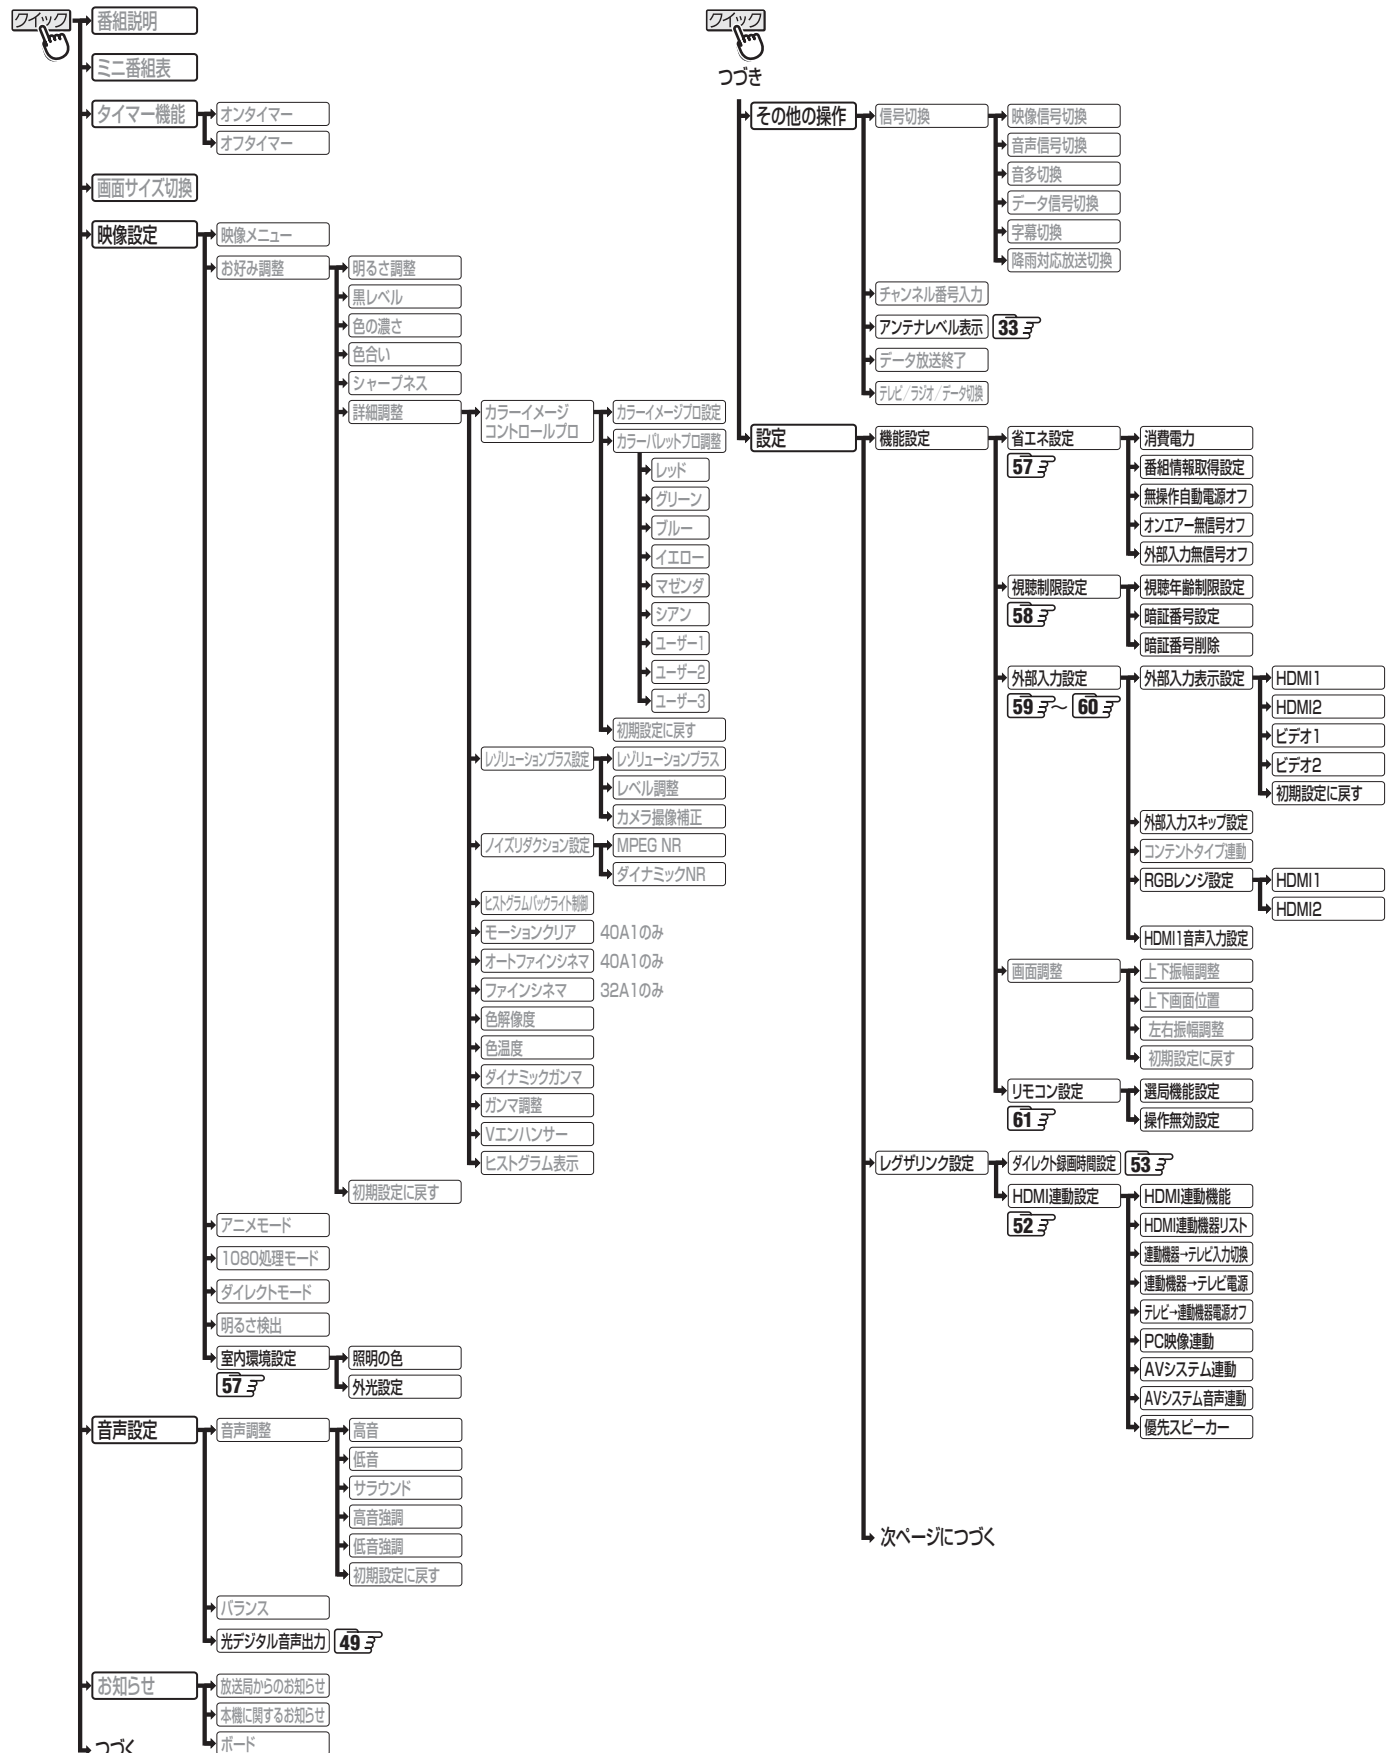 クイック
番組説明
ミニ番組表
タイマー機能
オンタイマー
オフタイマー
画面サイズ切換
映像設定
映像メニュー
お好み調整
明るさ調整
黒レベル
色の濃さ
色合い
シャープネス
詳細調整
カラーイメージ
コントロールプロ
カラーイメージプロ設定
カラーパレットプロ調整
レッド
グリーン
ブルー
イエロー
マゼンダ
シアン
ユーザー1
ユーザー2
ユーザー3
初期設定に戻す
レゾリューションプラス設定
レゾリューションプラス
レベル調整
カメラ撮像補正
ノイズリダクション設定
MPEG NR
ダイナミックNR
ヒストグラムバックライト制御
モーションクリア 40A1のみ
オートファインシネマ 40A1のみ
ファインシネマ 32A1のみ
色解像度
色温度
ダイナミックガンマ
ガンマ調整
Vエンハンサー
ヒストグラム表示
初期設定に戻す
アニメモード
1080処理モード
ダイレクトモード
明るさ検出
室内環境設定
57
照明の色
外光設定
音声設定
音声調整
高音
低音
サラウンド
高音強調
低音強調
初期設定に戻す
バランス
光デジタル音声出力 49
お知らせ
放送局からのお知らせ
本機に関するお知らせ
ボード
つづく
クイック
つづき
その他の操作
信号切換
映像信号切換
音声信号切換
音多切換
データ信号切換
字幕切換
降雨対応放送切換
チャンネル番号入力
アンテナレベル表示 33
データ放送終了
テレビ/ラジオ/データ切換
設定
機能設定
省エネ設定
57
消費電力
番組情報取得設定
無操作自動電源オフ
オンエアー無信号オフ
外部入力無信号オフ
視聴制限設定
58
視聴年齢制限設定
暗証番号設定
暗証番号削除
外部入力設定
59 ～ 60
外部入力表示設定
HDMI1
HDMI2
ビデオ1
ビデオ2
初期設定に戻す
外部入力スキップ設定
コンテントタイプ連動
RGBレンジ設定
HDMI1
HDMI2
HDMI1音声入力設定
画面調整
上下振幅調整
上下画面位置
左右振幅調整
初期設定に戻す
リモコン設定
61
選局機能設定
操作無効設定
レグザリンク設定
ダイレクト録画時間設定 53
HDMI連動設定
52
HDMI連動機能
HDMI連動機器リスト
連動機器→テレビ入力切換
連動機器→テレビ電源
テレビ→連動機器電源オフ
PC映像連動
AVシステム連動
AVシステム音声連動
優先スピーカー
次ページにつづく